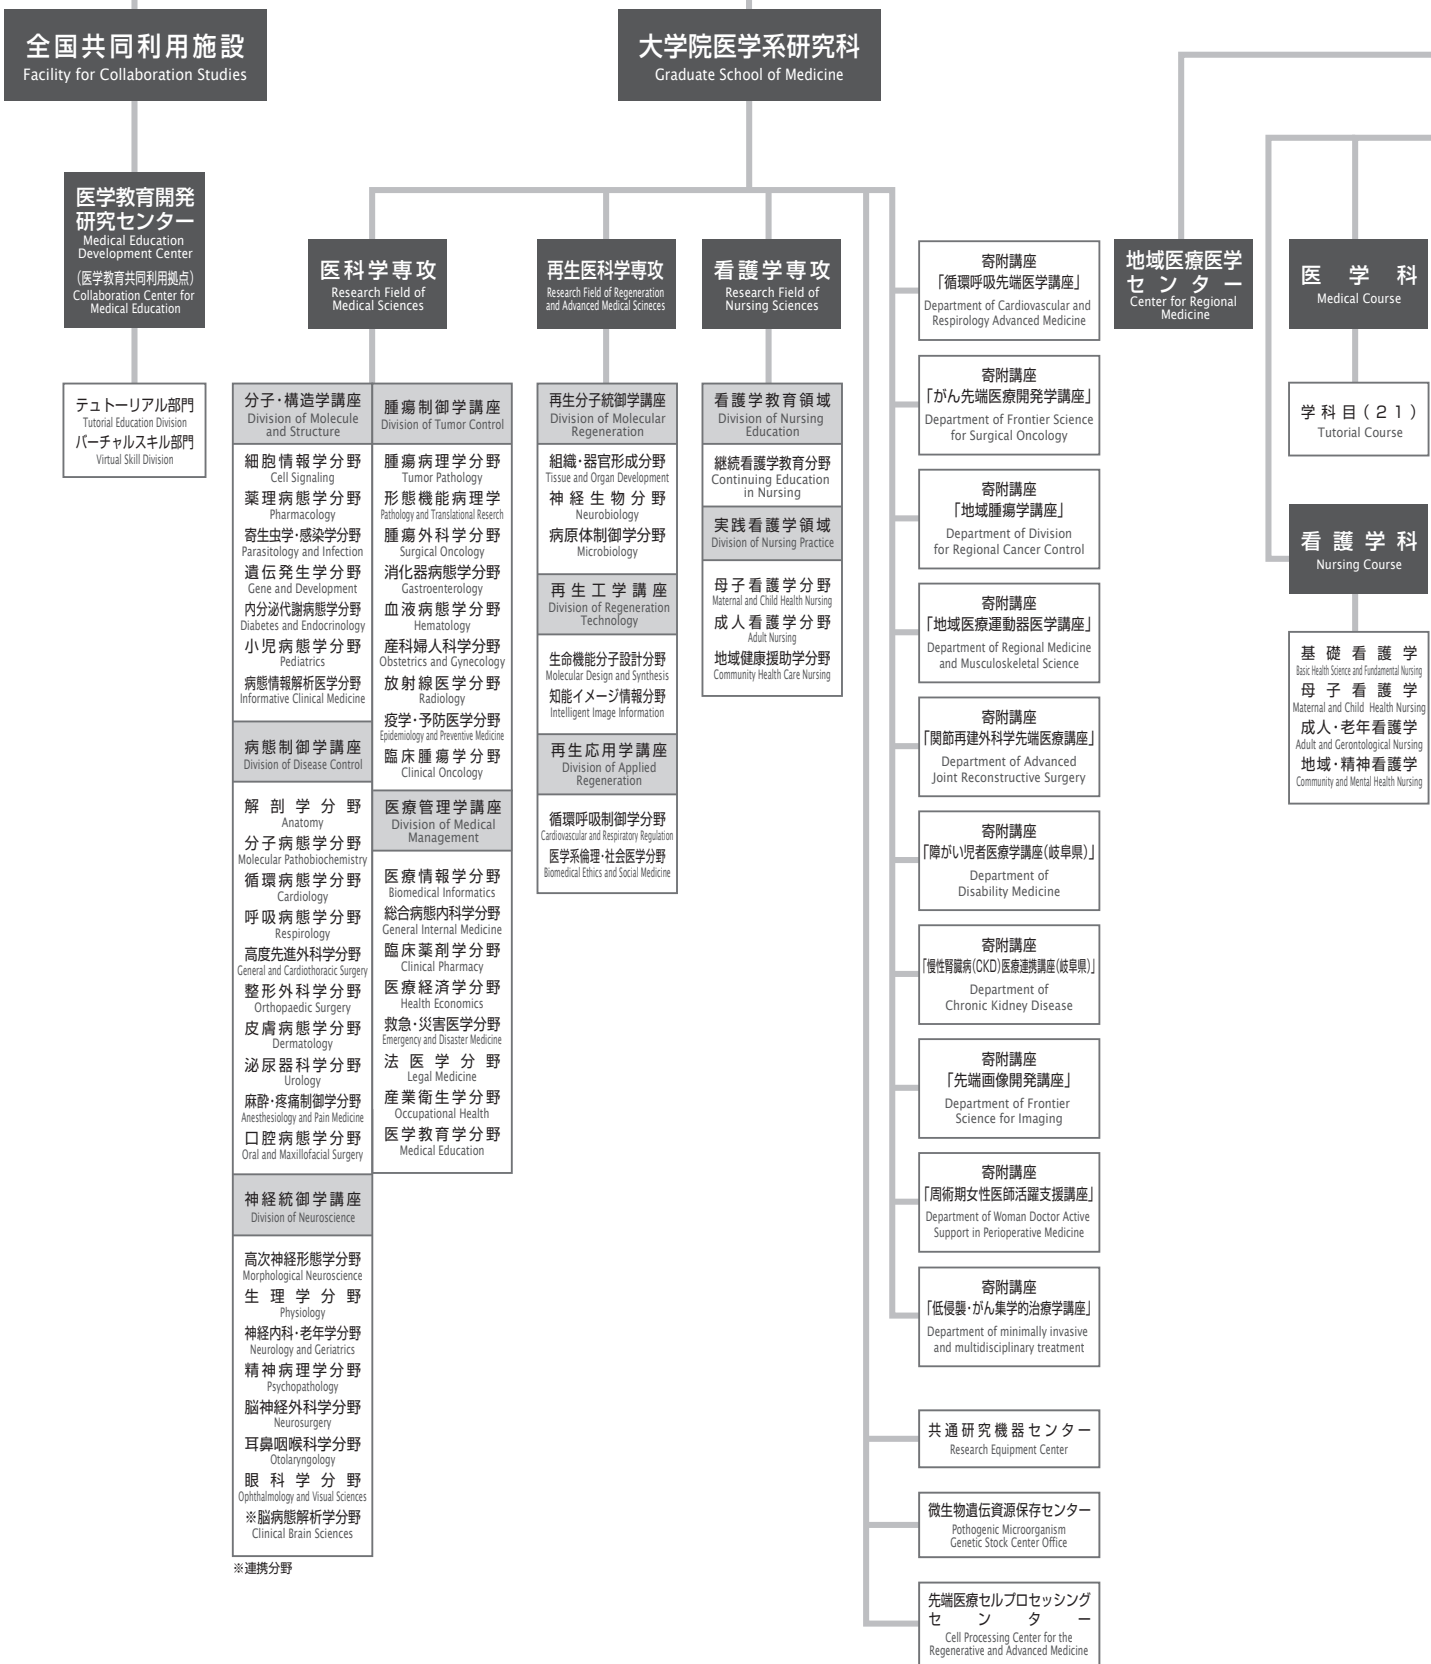 全国共同利用施設
Facility for Collaboration Studies
医学教育開発
研究センター
Medical Education
Development Center
（医学教育共同利用拠点）
Collaboration Center for
Medical Education
テュトーリアル部門
Tutorial Education Division
バーチャルスキル部門
Virtual Skill Division
大学院医学系研究科
Graduate School of Medicine
医科学専攻
Research Field of
Medical Sciences
分子・構造学講座
Division of Molecule
and Structure
細胞情報学分野
Cell Signaling
薬理病態学分野
Pharmacology
寄生虫学・感染学分野
Parasitology and Infection
遺伝発生学分野
Gene and Development
内分泌代謝病態学分野
Diabetes and Endocrinology
小児病態学分野
Pediatrics
病態情報解析医学分野
Informative Clinical Medicine
病態制御学講座
Division of Disease Control
解剖学分野
Anatomy
分子病態学分野
Molecular Pathobiochemistry
循環病態学分野
Cardiology
呼吸病態学分野
Respirology
高度先進外科学分野
General and Cardiothoracic Surgery
整形外科学分野
Orthopaedic Surgery
皮膚病態学分野
Dermatology
泌尿器科学分野
Urology
麻酔・疼痛制御学分野
Anesthesiology and Pain Medicine
口腔病態学分野
Oral and Maxillofacial Surgery
神経統御学講座
Division of Neuroscience
高次神経形態学分野
Morphological Neuroscience
生理学分野
Physiology
神経内科・老年学分野
Neurology and Geriatrics
精神病理学分野
Psychopathology
脳神経外科学分野
Neurosurgery
耳鼻咽喉科学分野
Otolaryngology
眼科学分野
Ophthalmology and Visual Sciences
※脳病態解析学分野
Clinical Brain Sciences
※連携分野
腫瘍制御学講座
Division of Tumor Control
腫瘍病理学分野
Tumor Pathology
形態機能病理学
Pathology and Translational Reserch
腫瘍外科学分野
Surgical Oncology
消化器病態学分野
Gastroenterology
血液病態学分野
Hematology
産科婦人科学分野
Obstetrics and Gynecology
放射線医学分野
Radiology
疫学・予防医学分野
Epidemiology and Preventive Medicine
臨床腫瘍学分野
Clinical Oncology
医療管理学講座
Division of Medical
Management
医療情報学分野
Biomedical Informatics
総合病態内科学分野
General Internal Medicine
臨床薬剤学分野
Clinical Pharmacy
医療経済学分野
Health Economics
救急・災害医学分野
Emergency and Disaster Medicine
法医学分野
Legal Medicine
産業衛生学分野
Occupational Health
医学教育学分野
Medical Education
再生医科学専攻
Research Field of Regeneration
and Advanced Medical Scineces
再生分子統御学講座
Division of Molecular
Regeneration
組織・器官形成分野
Tissue and Organ Development
神経生物分野
Neurobiology
病原体制御学分野
Microbiology
再生工学講座
Division of Regeneration
Technology
生命機能分子設計分野
Molecular Design and Synthesis
知能イメージ情報分野
Intelligent Image Information
再生応用学講座
Division of Applied
Regeneration
循環呼吸制御学分野
Cardiovascular and Respiratory Regulation
医学系倫理・社会医学分野
Biomedical Ethics and Social Medicine
看護学専攻
Research Field of
Nursing Sciences
看護学教育領域
Division of Nursing
Education
継続看護学教育分野
Continuing Education
in Nursing
実践看護学領域
Division of Nursing Practice
母子看護学分野
Maternal and Child Health Nursing
成人看護学分野
Adult Nursing
地域健康援助学分野
Community Health Care Nursing
寄附講座
「循環呼吸先端医学講座」
Department of Cardiovascular and
Respirology Advanced Medicine
寄附講座
「がん先端医療開発学講座」
Department of Frontier Science
for Surgical Oncology
寄附講座
「地域腫瘍学講座」
Department of Division
for Regional Cancer Control
寄附講座
「地域医療運動器医学講座」
Department of Regional Medicine
and Musculoskeletal Science
寄附講座
「関節再建外科学先端医療講座」
Department of Advanced
Joint Reconstructive Surgery
寄附講座
「障がい児者医療学講座（岐阜県）」
Department of
Disability Medicine
寄附講座
「慢性腎臓病（CKD）医療連携講座（岐阜県）」
Department of
Chronic Kidney Disease
寄附講座
「先端画像開発講座」
Department of Frontier
Science for Imaging
寄附講座
「周術期女性医師活躍支援講座」
Department of Woman Doctor Active
Support in Perioperative Medicine
寄附講座
「低侵襲・がん集学的治療学講座」
Department of minimally invasive
and multidisciplinary treatment
共通研究機器センター
Research Equipment Center
微生物遺伝資源保存センター
Pothogenic Microorganism
Genetic Stock Center Office
先端医療セルプロセッシング
センター
Cell Processing Center for the
Regenerative and Advanced Medicine
地域医療医学
センター
Center for Regional
Medicine
医学科
Medical Course
学科目（２１）
Tutorial Course
看護学科
Nursing Course
基礎看護学
Basic Health Science and Fundamental Nursing
母子看護学
Maternal and Child Health Nursing
成人・老年看護学
Adult and Gerontological Nursing
地域・精神看護学
Community and Mental Health Nursing